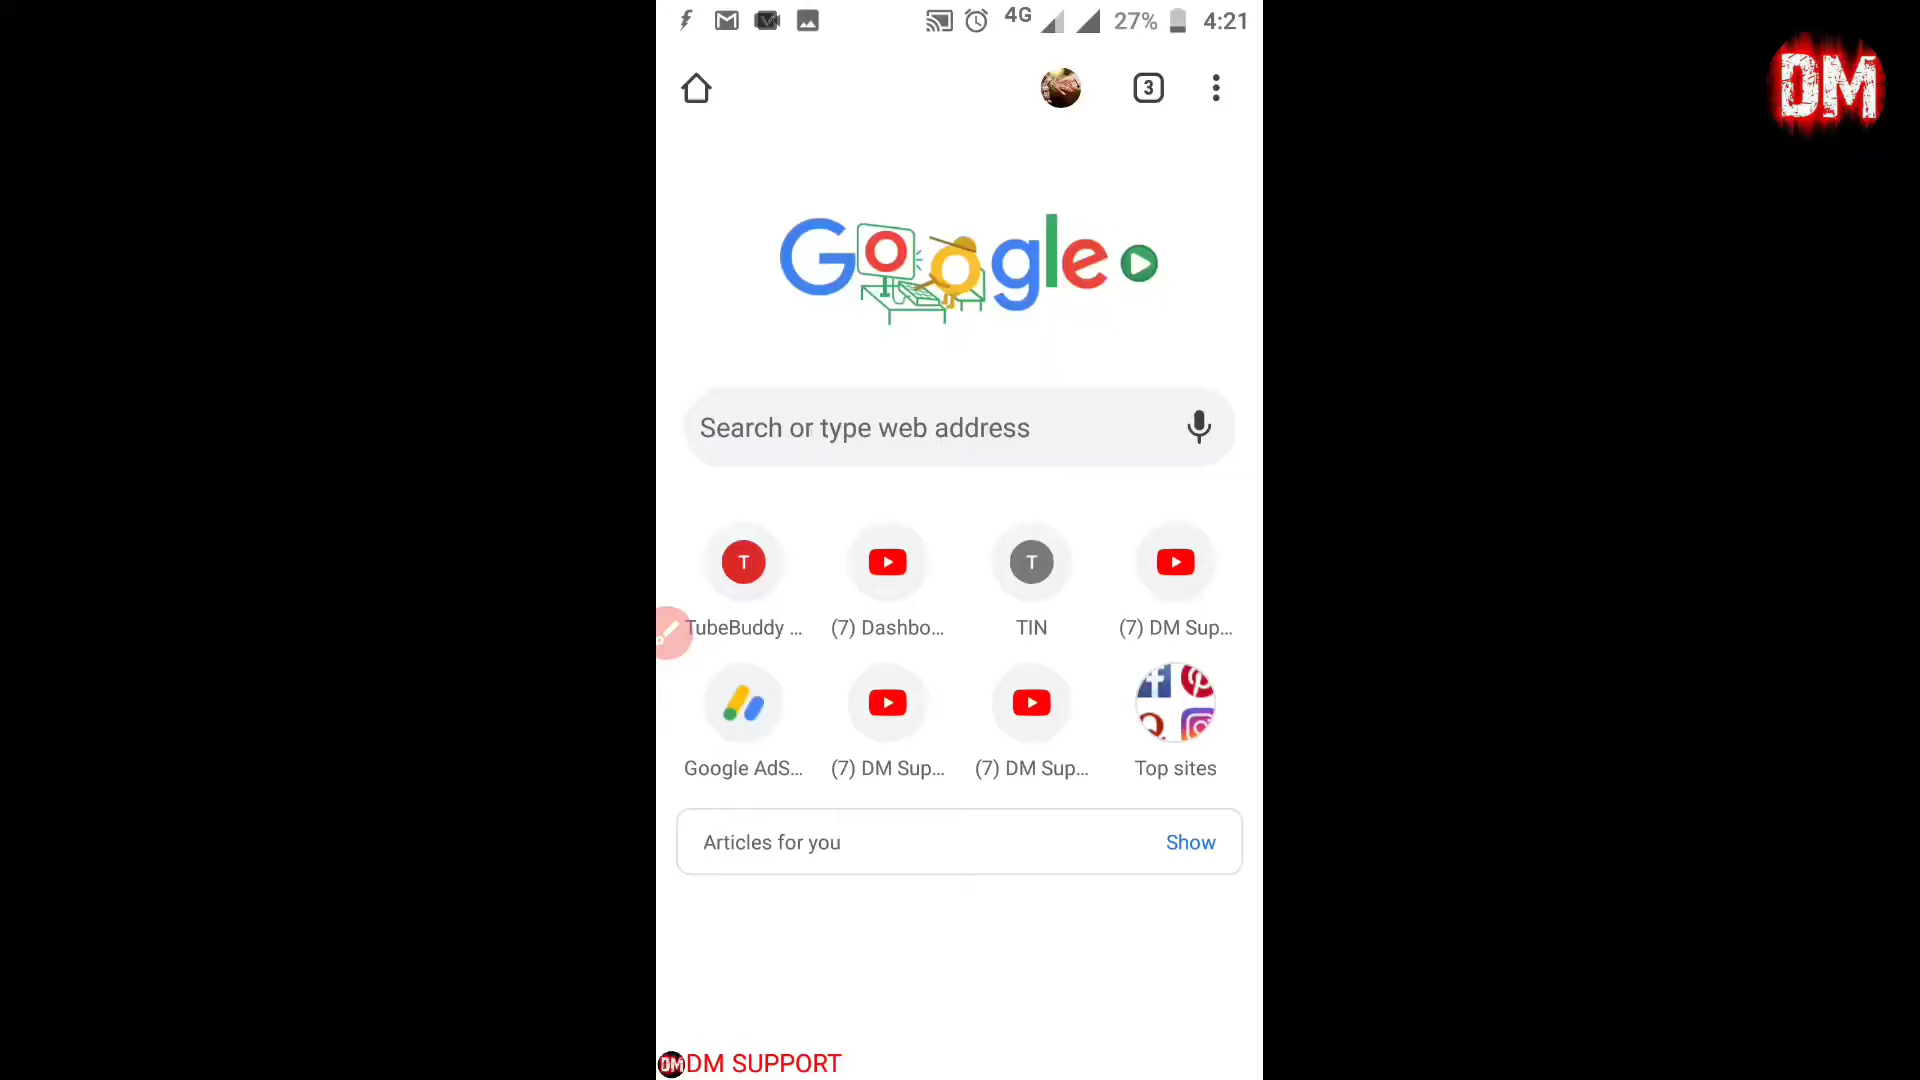 4G 27% 4:21
DM
3
Google
Search or type web address
T T
TubeBuddy ... (7) Dashbo... TIN (7) DM Sup...
Google AdS... (7) DM Sup... (7) DM Sup... Top sites
Articles for you Show
DM DM SUPPORT